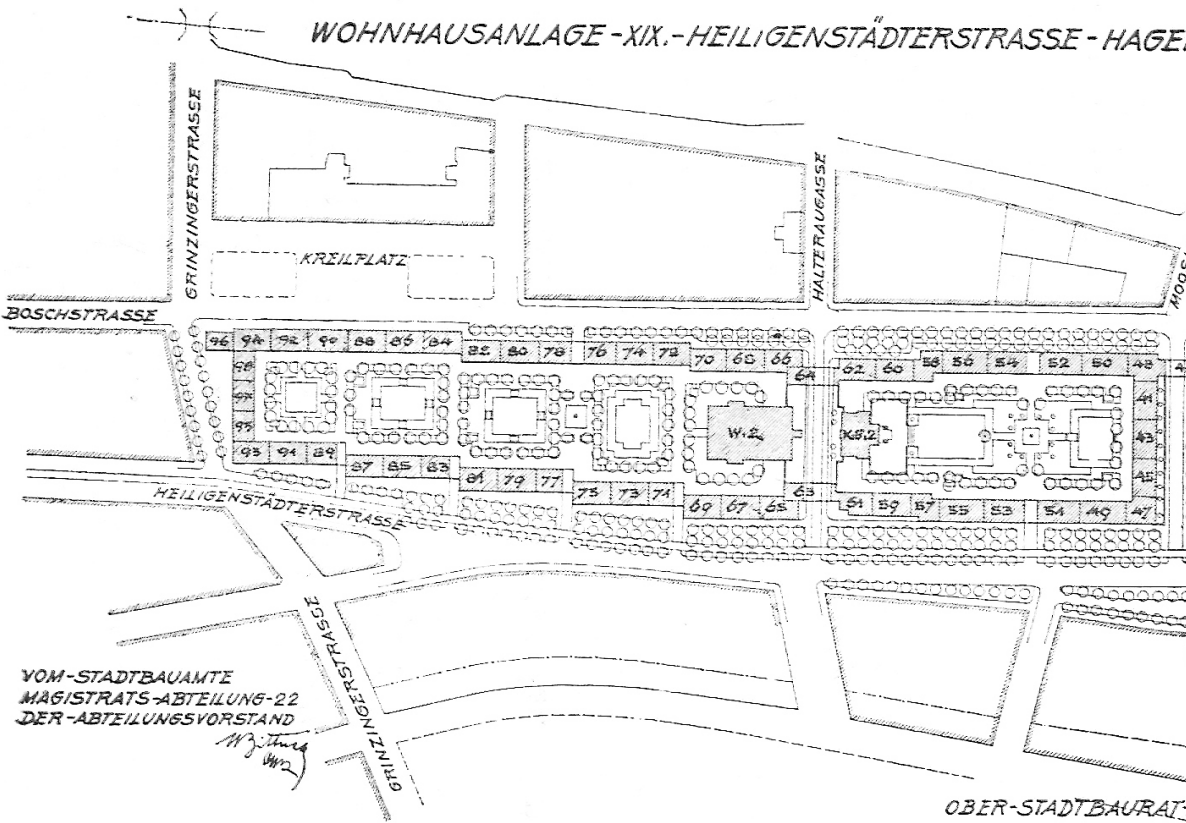 WOHNHAUSANLAGE-XIX.-HEILIGENSTÄDTERSTRASSE-HAGE
GRINZINGERSTRASSE
KREILPLATZ
HALTERAUGASSE
MOOS
BOSCHSTRASSE
96 94 92 90 88 86 84 82 80 78 76 74 72 70 68 66 64 62 60 58 56 54 52 50 48
95
W.2.
K.G.2
43
45
93 91 89 87 85 83 81 79 77 75 73 71 69 67 65 63 61 59 57 55 53 51 49 47
HEILIGENSTÄDTERSTRASSE
GRINZINGERSTRASSE
VOM-STADTBAUAMTE
MAGISTRATS-ABTEILUNG-22
DER-ABTEILUNGSVORSTAND
OBER-STADTBAURAT